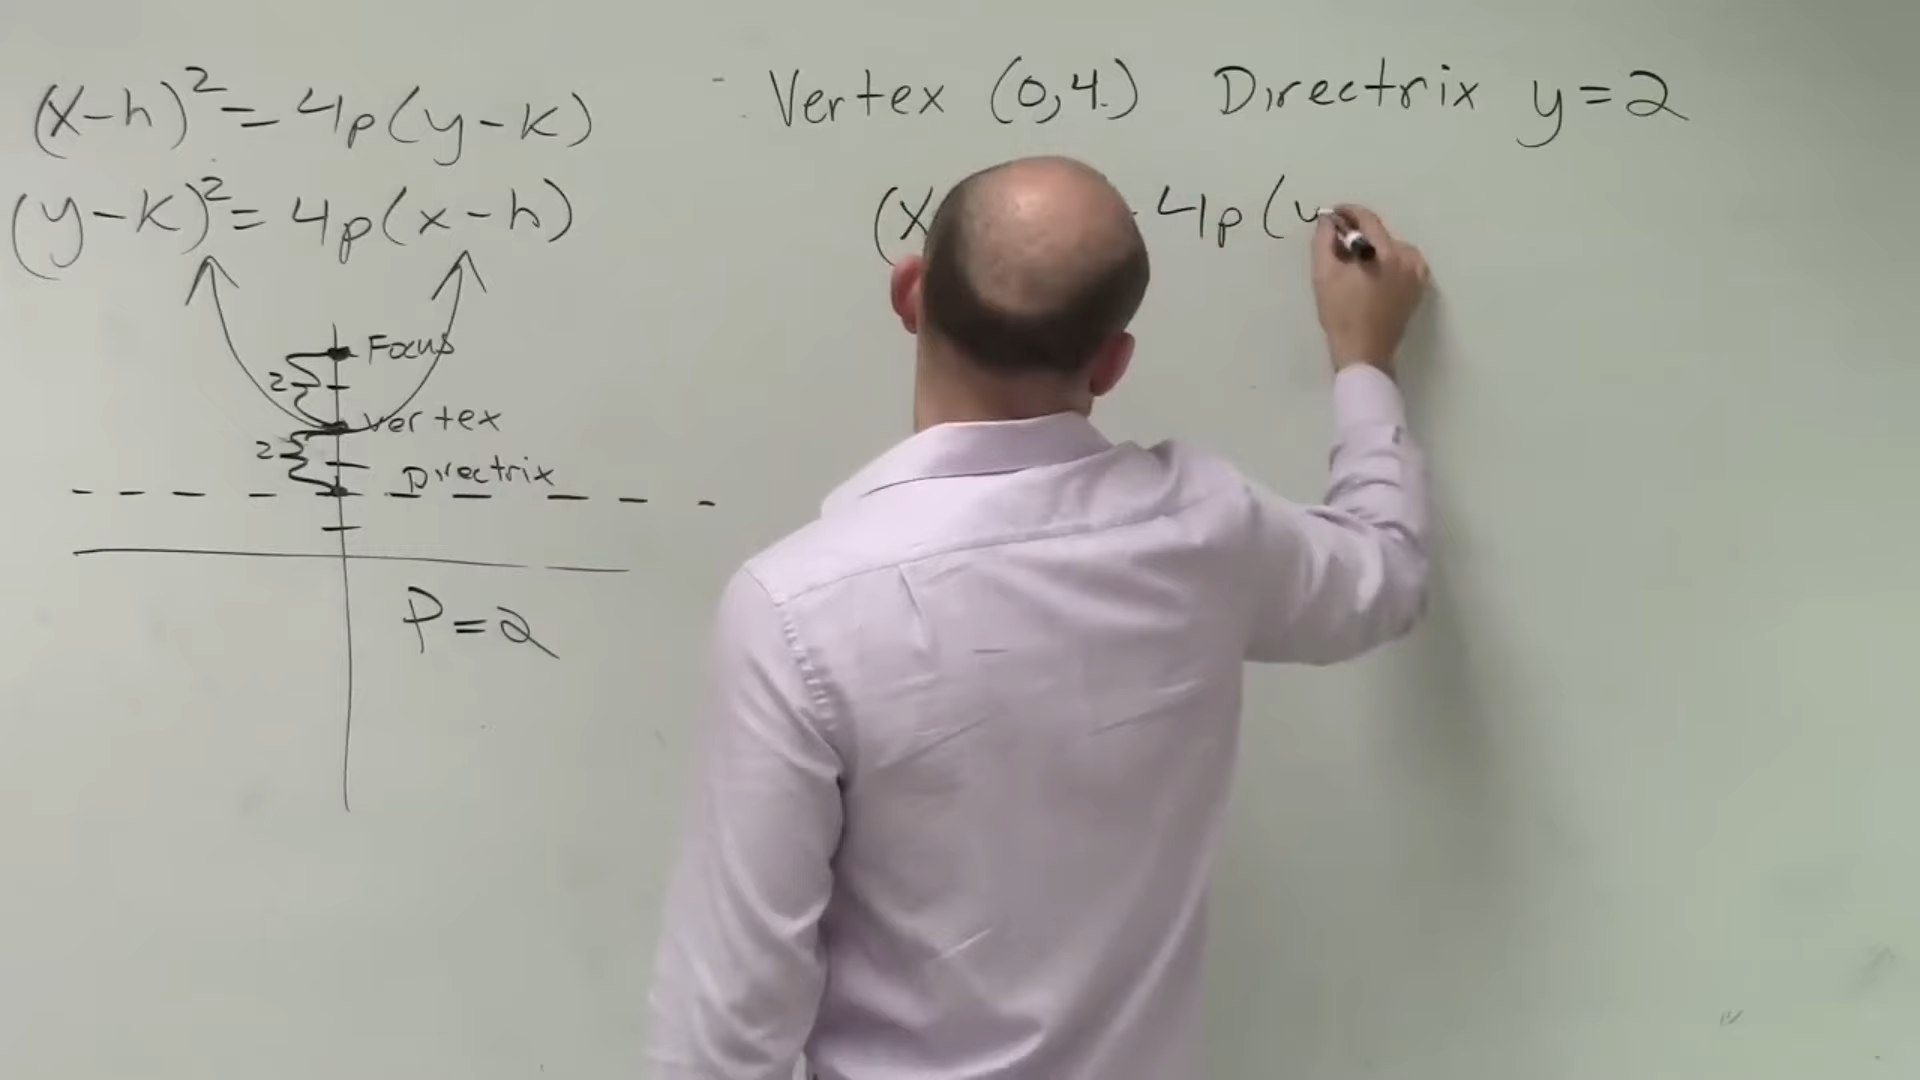 (x-h)²=4p(y-k)
(y-k)²=4p(x-h)
Vertex (0,4) Directrix y=2
(x 4p(y
Focus
2
Vertex
2
Directrix
P=2